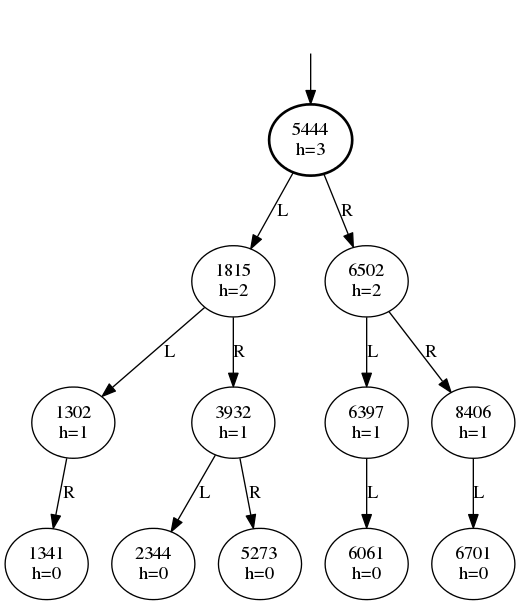 5444
h=3
L
R
1815
h=2
6502
h=2
L
R
L
R
1302
h=1
3932
h=1
6397
h=1
8406
h=1
R
L
R
L
L
1341
h=0
2344
h=0
5273
h=0
6061
h=0
6701
h=0